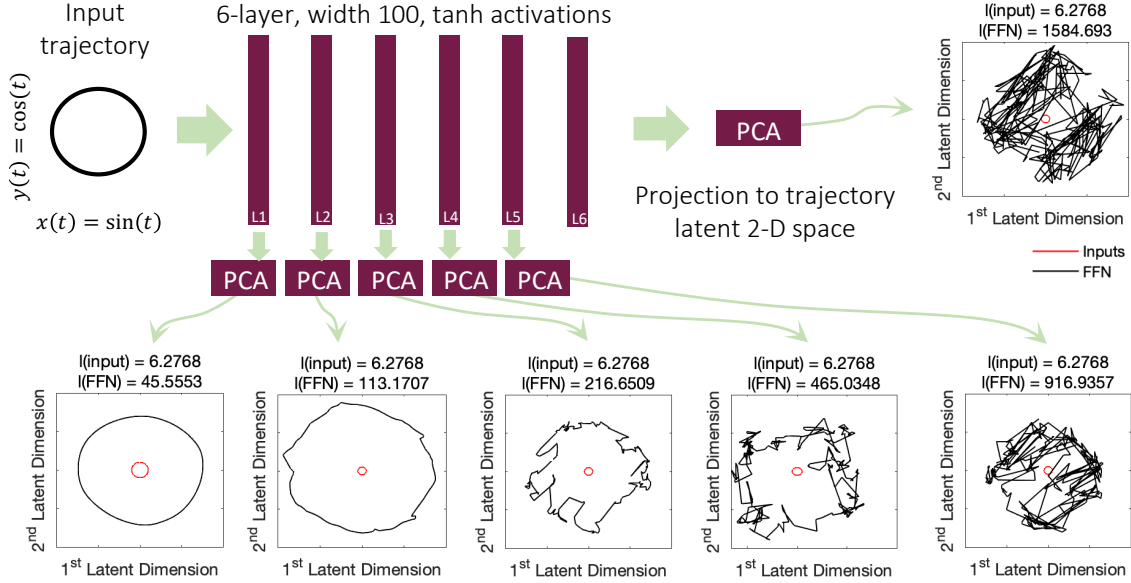 Input
trajectory
6-layer, width 100, tanh activations
y(t) = cos(t)
x(t) = sin(t)
L1
L2
L3
L4
L5
L6
PCA
Projection to trajectory
latent 2-D space
l(input) = 6.2768
l(FFN) = 1584.693
2nd Latent Dimension
1st Latent Dimension
Inputs
FFN
PCA
PCA
PCA
PCA
PCA
l(input) = 6.2768
l(FFN) = 45.5553
2nd Latent Dimension
1st Latent Dimension
l(input) = 6.2768
l(FFN) = 113.1707
2nd Latent Dimension
1st Latent Dimension
l(input) = 6.2768
l(FFN) = 216.6509
2nd Latent Dimension
1st Latent Dimension
l(input) = 6.2768
l(FFN) = 465.0348
2nd Latent Dimension
1st Latent Dimension
l(input) = 6.2768
l(FFN) = 916.9357
2nd Latent Dimension
1st Latent Dimension